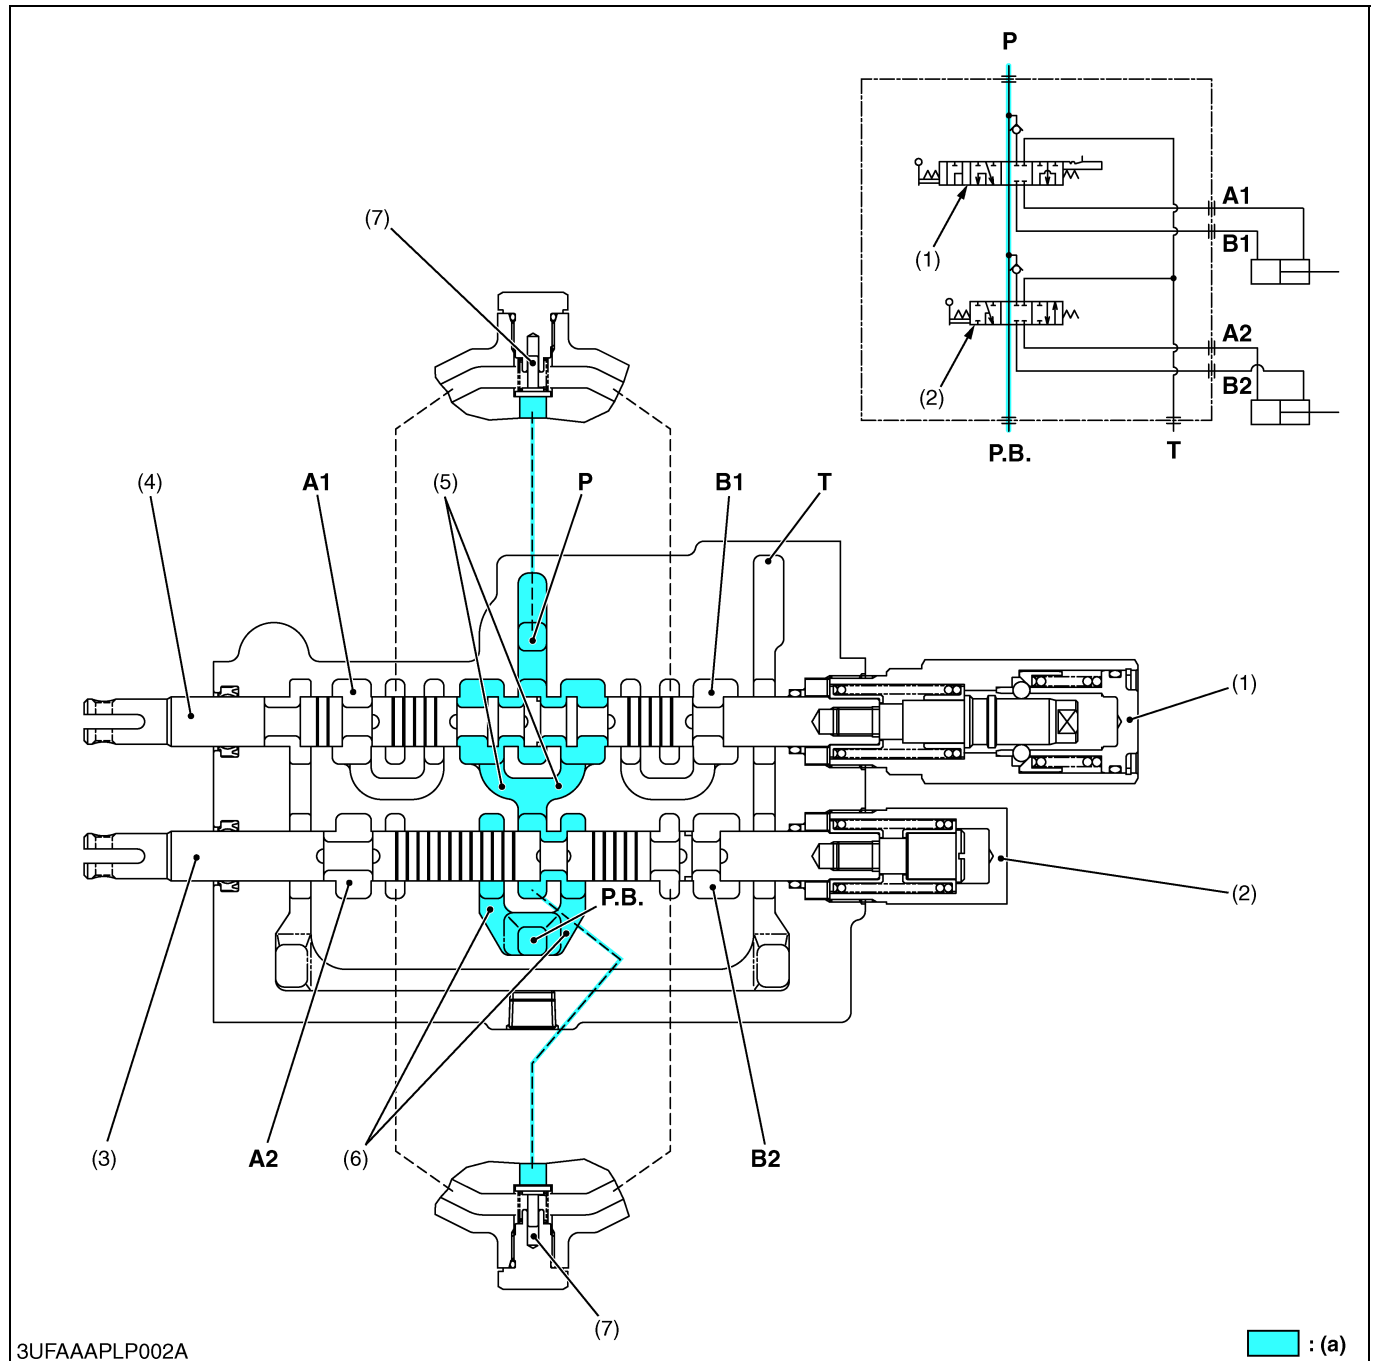 P
A1
(1)
B1
A2
(2)
B2
P.B.
T
(7)
(4)
A1
(5)
P
B1
T
(1)
(2)
P.B.
(3)
A2
(6)
B2
(7)
3UFAAAPLP002A
: (a)